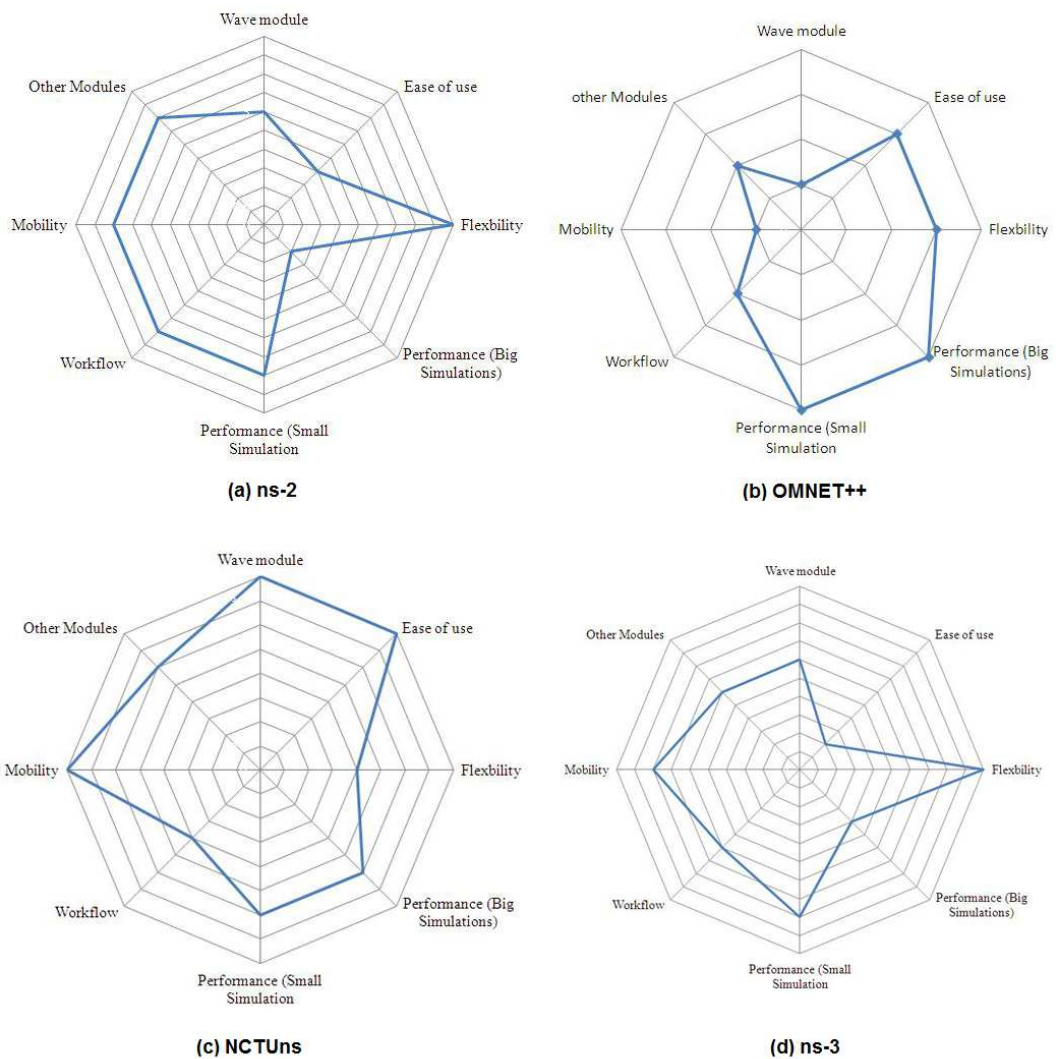 Wave module
Other Modules
Ease of use
Mobility
Flexbility
Workflow
Performance (Big
Simulations)
Performance (Small
Simulation
(a) ns-2
Wave module
other Modules
Ease of use
Mobility
Flexbility
Workflow
Performance (Big
Simulations)
Performance (Small
Simulation
(b) OMNET++
Wave module
Other Modules
Ease of use
Mobility
Flexbility
Workflow
Performance (Big
Simulations)
Performance (Small
Simulation
(c) NCTUns
Wave module
Other Modules
Ease of use
Mobility
Flexbility
Workflow
Performance (Big
Simulations)
Performance (Small
Simulation
(d) ns-3